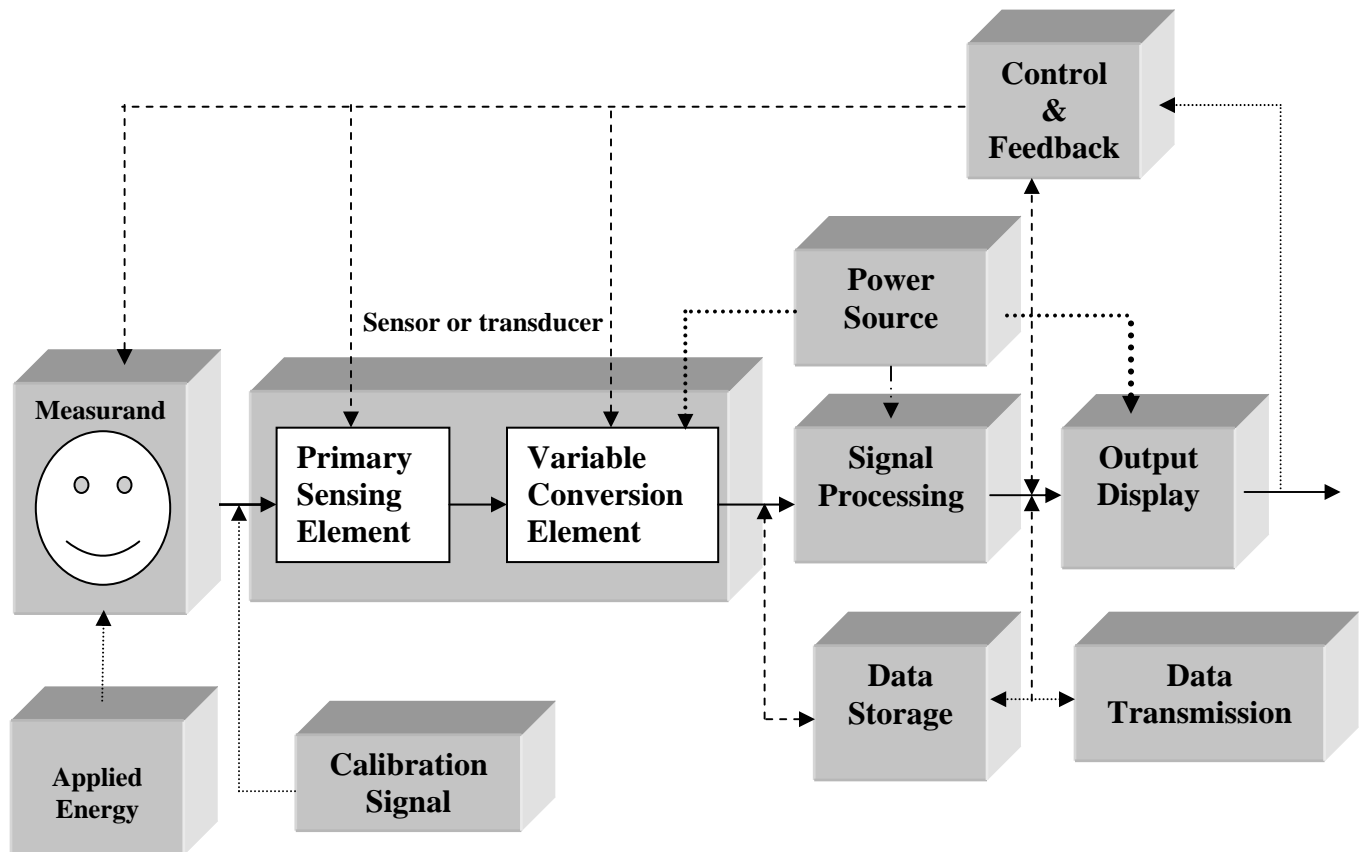 Control
&
Feedback
Power
Source
Sensor or transducer
Measurand
Primary
Sensing
Element
Variable
Conversion
Element
Signal
Processing
Output
Display
Data
Storage
Data
Transmission
Applied
Energy
Calibration
Signal